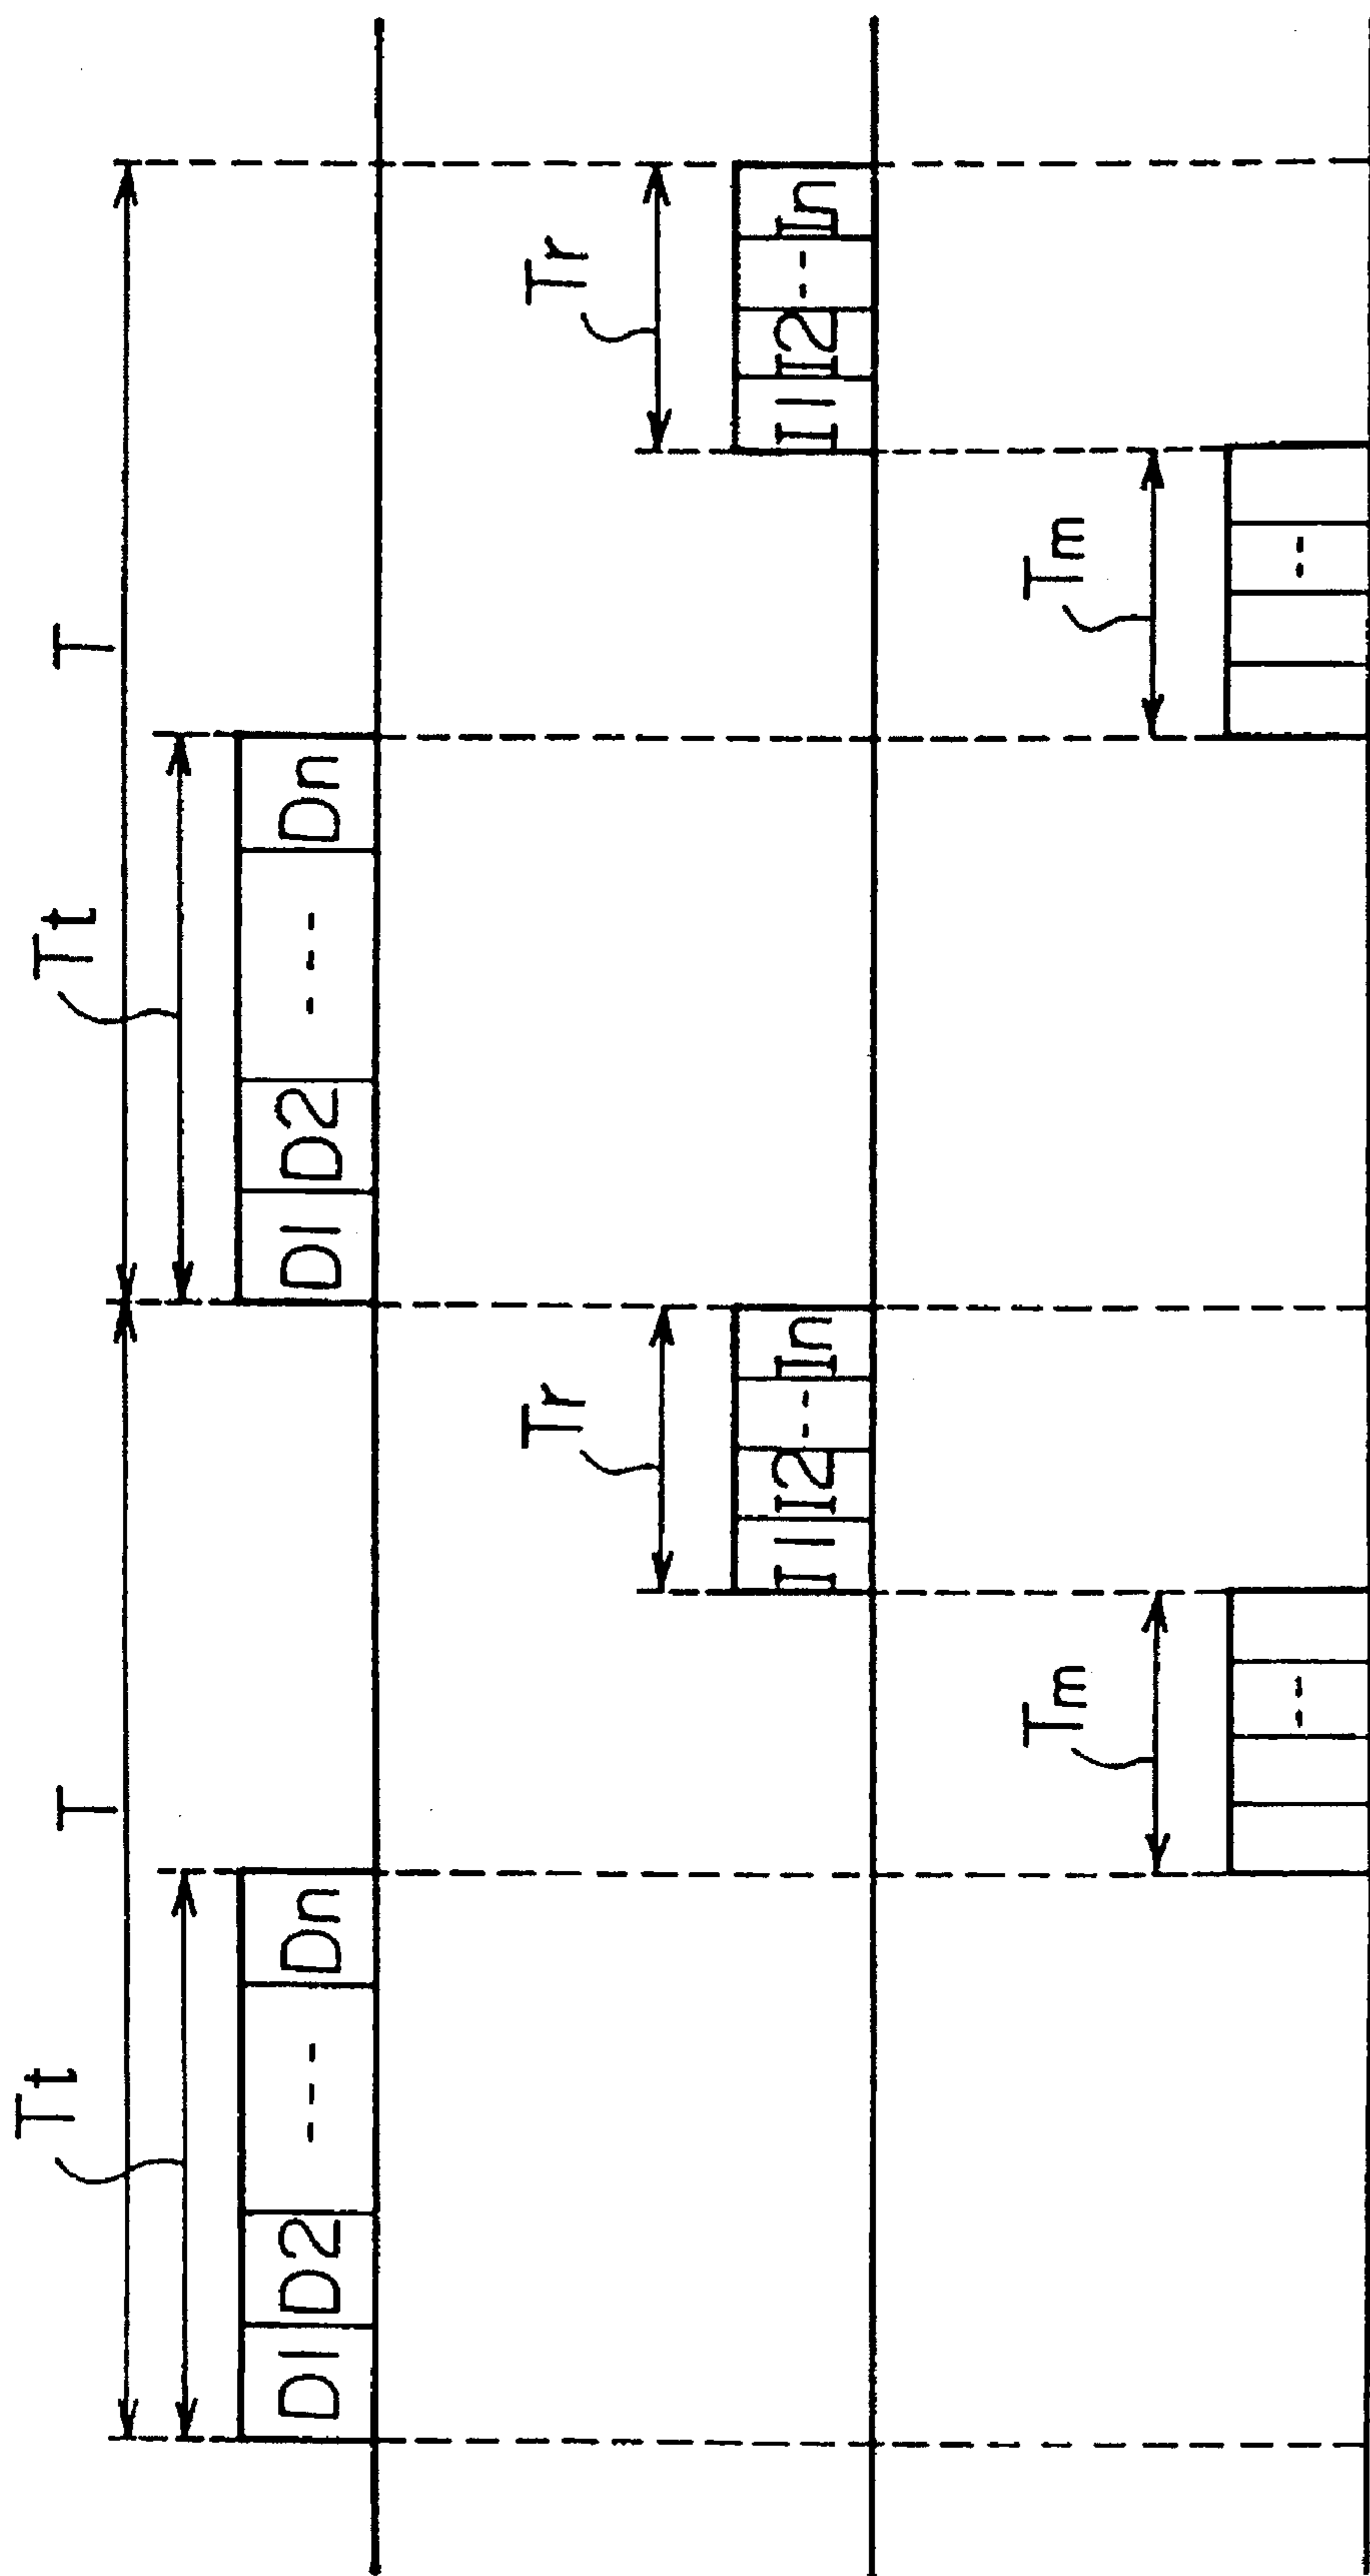 T T
Tt Tt
D1 D2 --- Dn D1 D2 --- Dn
Tr Tr
I1 I2 -- In I1 I2 -- In
Tm Tm
-- --